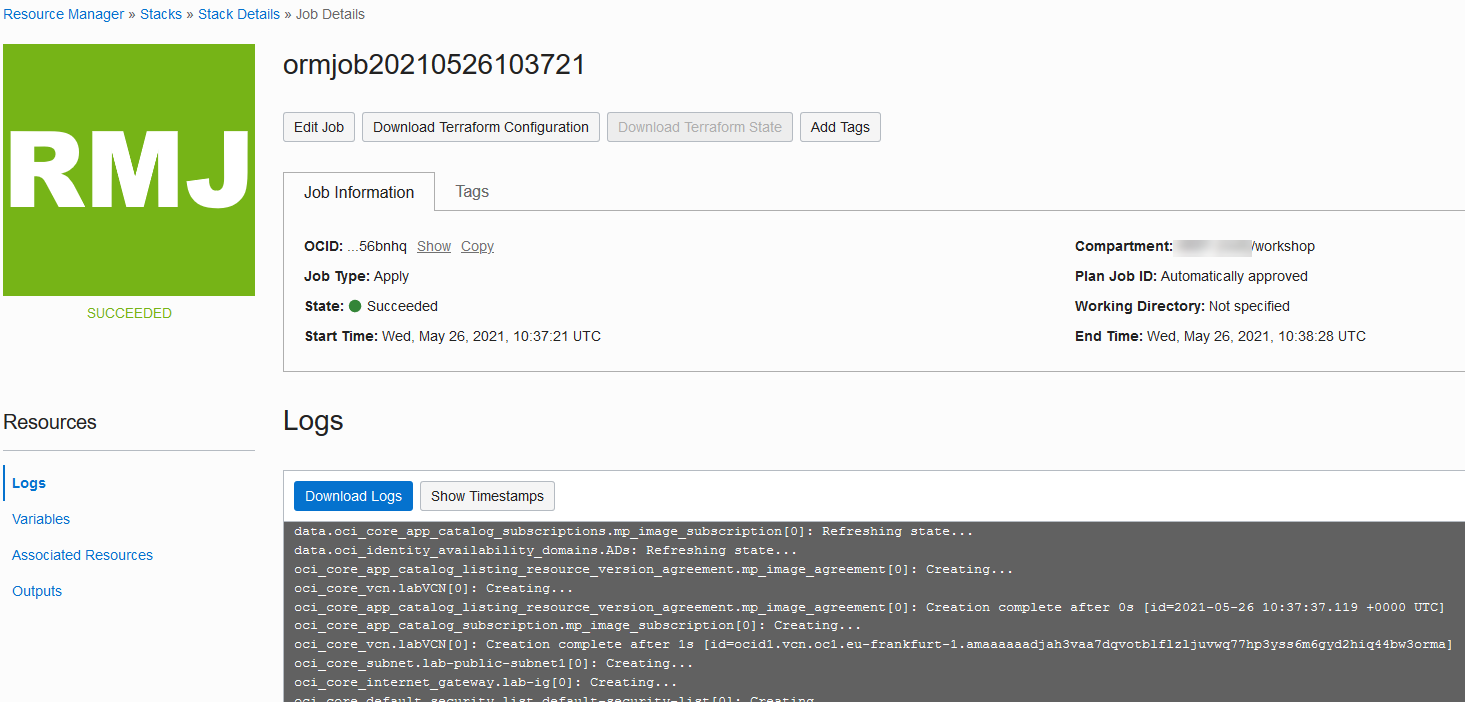 Resource Manager » Stacks » Stack Details » Job Details
RMJ
SUCCEEDED
ormjob20210526103721
Edit Job Download Terraform Configuration Download Terraform State Add Tags
Job Information Tags
OCID: ...56bnhq Show Copy
Job Type: Apply
State: Succeeded
Start Time: Wed, May 26, 2021, 10:37:21 UTC
Compartment: /workshop
Plan Job ID: Automatically approved
Working Directory: Not specified
End Time: Wed, May 26, 2021, 10:38:28 UTC
Resources
Logs
Variables
Associated Resources
Outputs
Logs
Download Logs Show Timestamps
data.oci_core_app_catalog_subscriptions.mp_image_subscription[0]: Refreshing state...
data.oci_identity_availability_domains.ADs: Refreshing state...
oci_core_app_catalog_listing_resource_version_agreement.mp_image_agreement[0]: Creating...
oci_core_vcn.labVCN[0]: Creating...
oci_core_app_catalog_listing_resource_version_agreement.mp_image_agreement[0]: Creation complete after 0s [id=2021-05-26 10:37:37.119 +0000 UTC]
oci_core_app_catalog_subscription.mp_image_subscription[0]: Creating...
oci_core_vcn.labVCN[0]: Creation complete after 1s [id=ocid1.vcn.oc1.eu-frankfurt-1.amaaaaaadjah3vaa7dqvotblflzljuvwq77hp3yss6m6gyd2hiq44bw3orma]
oci_core_subnet.lab-public-subnet1[0]: Creating...
oci_core_internet_gateway.lab-ig[0]: Creating...
oci_core_default_security_list.default-security-list[0]: Creating...